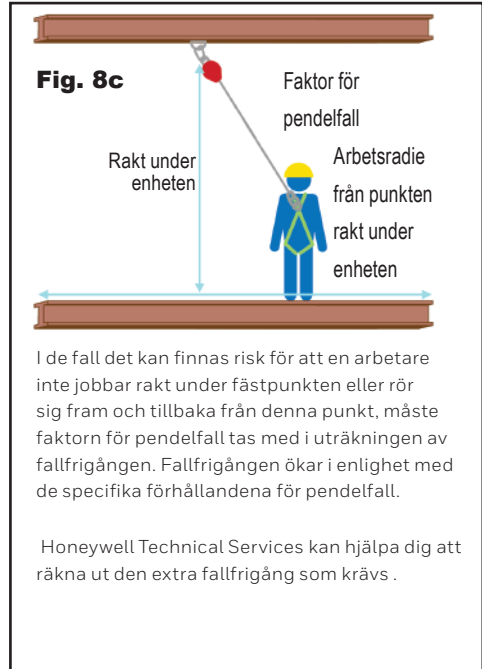 Fig. 8c
Faktor för
pendelfall
Rakt under
enheten
Arbetsradie
från punkten
rakt under
enheten
I de fall det kan finnas risk för att en arbetare
inte jobbar rakt under fästpunkten eller rör
sig fram och tillbaka från denna punkt, måste
faktorn för pendelfall tas med i uträkningen av
fallfrigången. Fallfrigången ökar i enlighet med
de specifika förhållandena för pendelfall.
Honeywell Technical Services kan hjälpa dig att
räkna ut den extra fallfrigång som krävs .